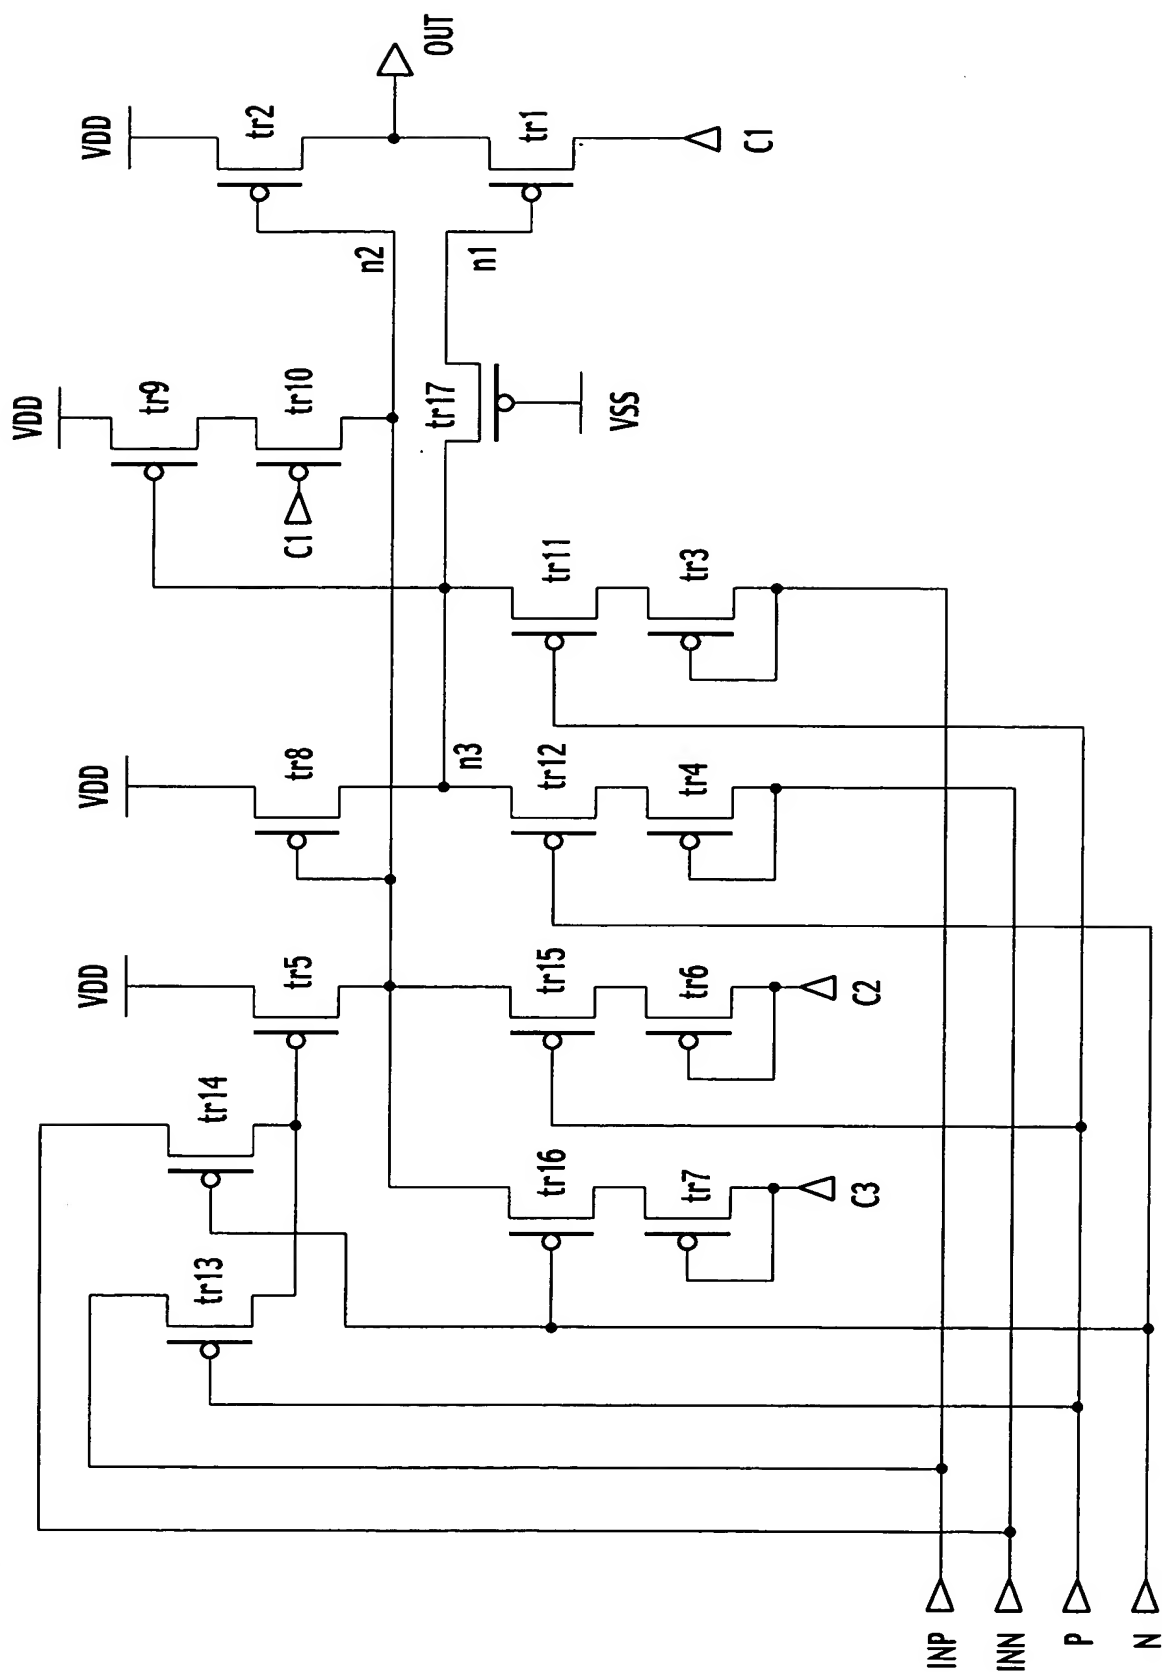 OUT
VDD
tr2
tr1
C1
n2
n1
VDD
tr9
tr10
C1
tr17
VSS
tr11
tr3
VDD
tr8
n3
tr12
tr4
VDD
tr5
tr15
tr6
C2
tr14
tr16
tr7
C3
tr13
INP
INN
P
N